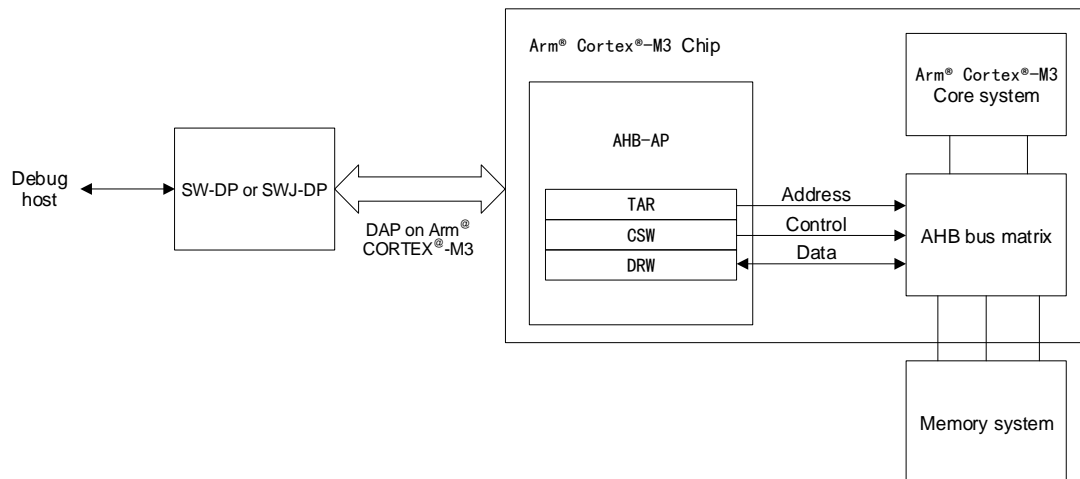 Arm® Cortex®-M3 Chip
Arm® Cortex®-M3
Core system
AHB-AP
Debug
host
SW-DP or SWJ-DP
DAP on Arm@
CORTEX@-M3
TAR
CSW
DRW
Address
Control
Data
AHB bus matrix
Memory system